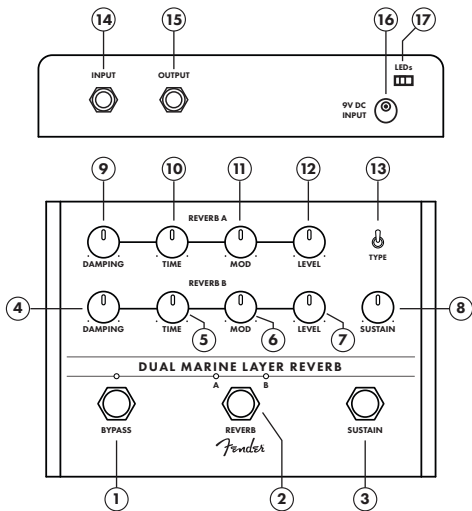 14 15 16 17
LEDs
INPUT OUTPUT
9V DC
INPUT
9 10 11 12 13
REVERB A
DAMPING TIME MOD LEVEL TYPE
REVERB B
4 8
DAMPING TIME MOD LEVEL SUSTAIN
5 6 7
DUAL MARINE LAYER REVERB
A B
BYPASS REVERB SUSTAIN
Fender
1 2 3